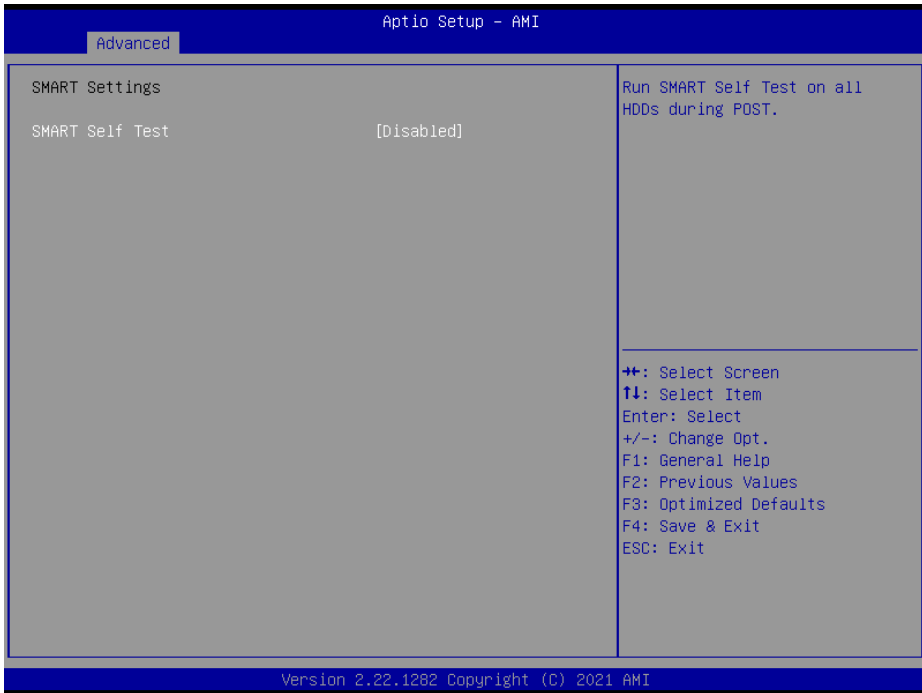 Aptio Setup – AMI
Advanced
SMART Settings
SMART Self Test [Disabled]
Run SMART Self Test on all
HDDs during POST.
→←: Select Screen
↑↓: Select Item
Enter: Select
+/-: Change Opt.
F1: General Help
F2: Previous Values
F3: Optimized Defaults
F4: Save & Exit
ESC: Exit
Version 2.22.1282 Copyright (C) 2021 AMI